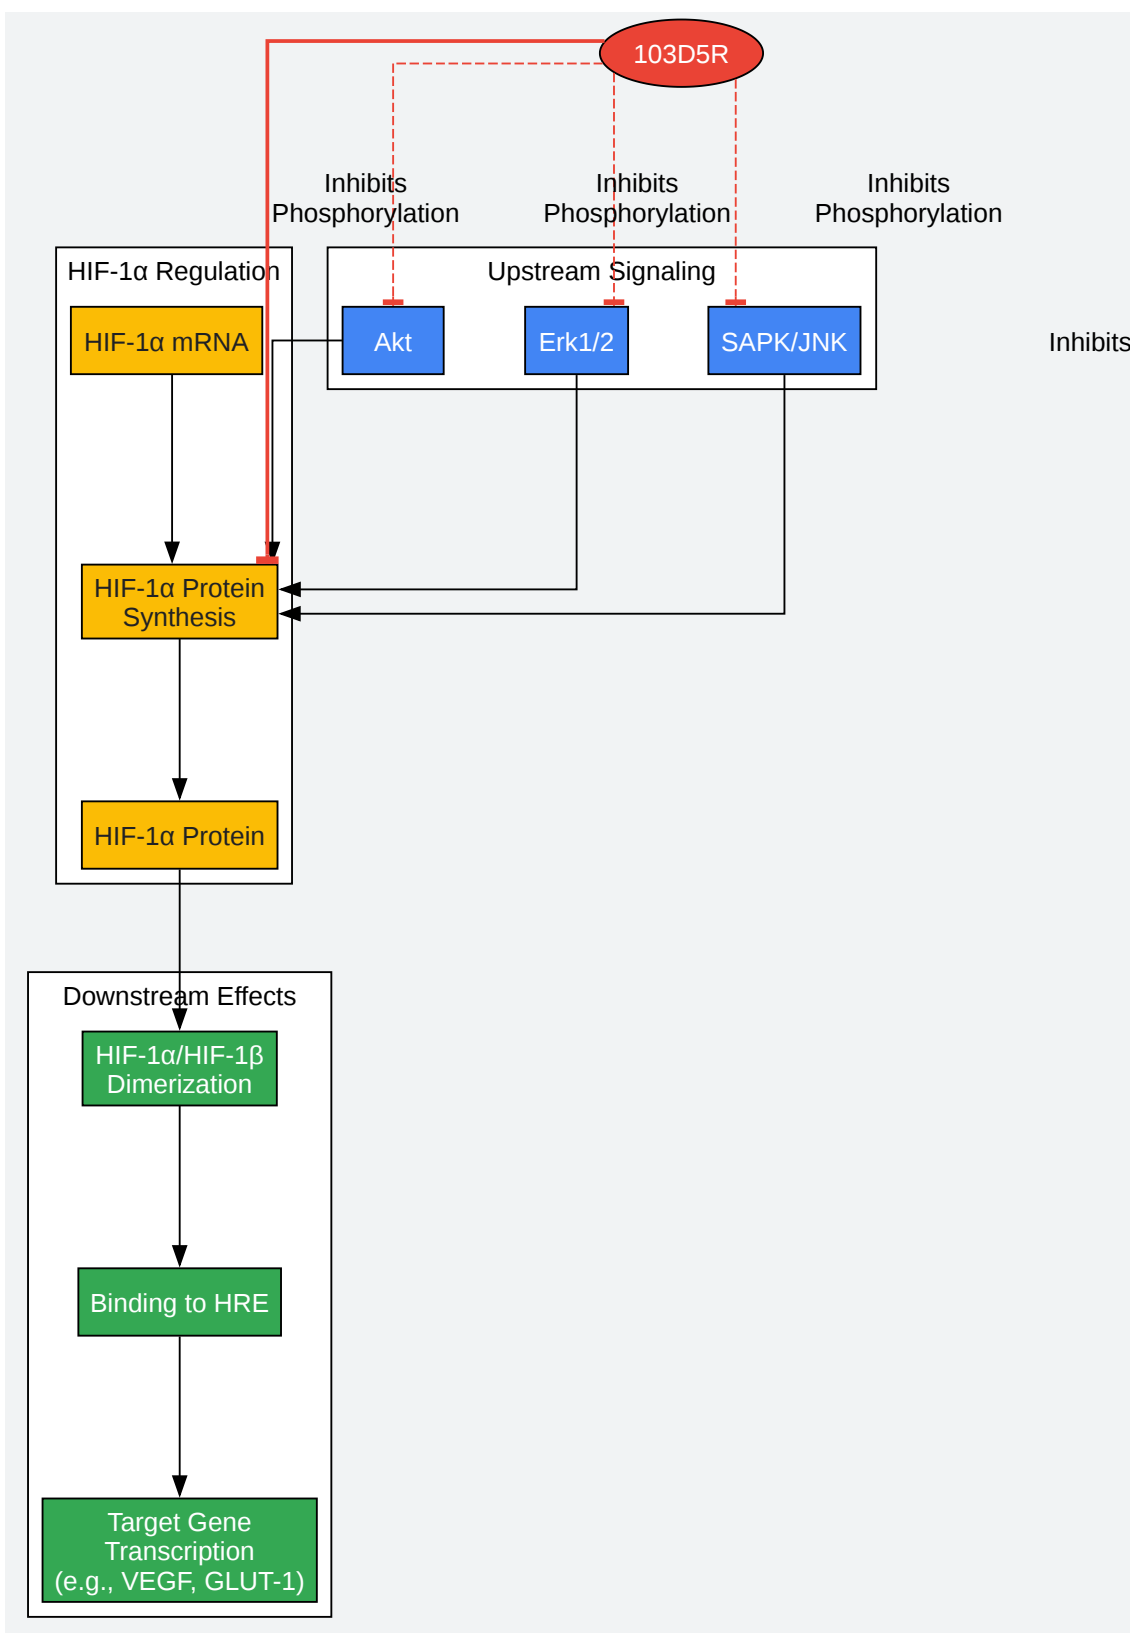 103D5R
Inhibits
Phosphorylation
Inhibits
Phosphorylation
Inhibits
Phosphorylation
HIF-1α Regulation
Upstream Signaling
HIF-1α mRNA
Akt
Erk1/2
SAPK/JNK
Inhibits
HIF-1α Protein
Synthesis
HIF-1α Protein
Downstream Effects
HIF-1α/HIF-1β
Dimerization
Binding to HRE
Target Gene
Transcription
(e.g., VEGF, GLUT-1)